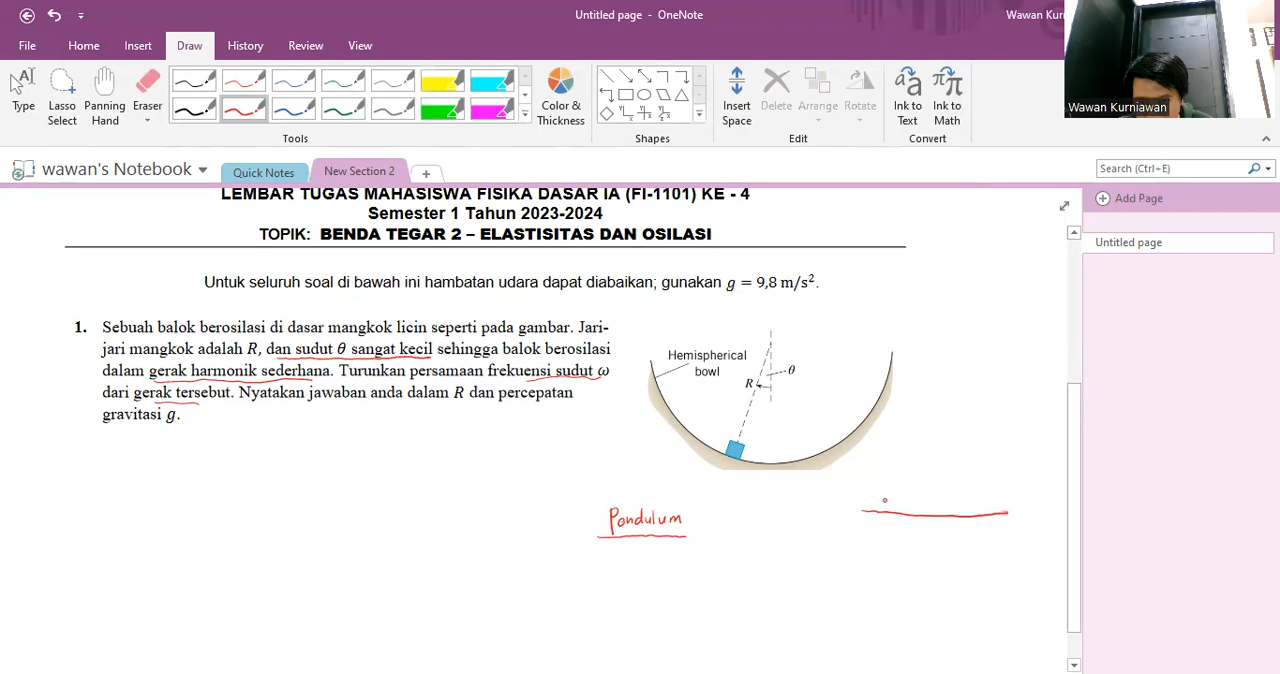 Untitled page - OneNote
Wawan Kurn
File Home Insert Draw History Review View
Type
Lasso Select
Panning Hand
Eraser
Color & Thickness
Insert Space
Delete
Arrange
Rotate
Ink to Text
Ink to Math
Tools
Shapes
Edit
Convert
Wawan Kurniawan
wawan's Notebook
Quick Notes
New Section 2
Search (Ctrl+E)
Add Page
Untitled page
LEMBAR TUGAS MAHASISWA FISIKA DASAR IA (FI-1101) KE - 4
Semester 1 Tahun 2023-2024
TOPIK: BENDA TEGAR 2 – ELASTISITAS DAN OSILASI
Untuk seluruh soal di bawah ini hambatan udara dapat diabaikan; gunakan g = 9,8 m/s².
1. Sebuah balok berosilasi di dasar mangkok licin seperti pada gambar. Jari-
jari mangkok adalah R, dan sudut θ sangat kecil sehingga balok berosilasi
dalam gerak harmonik sederhana. Turunkan persamaan frekuensi sudut ω
dari gerak tersebut. Nyatakan jawaban anda dalam R dan percepatan
gravitasi g.
Hemispherical
bowl
θ
R
Pendulum